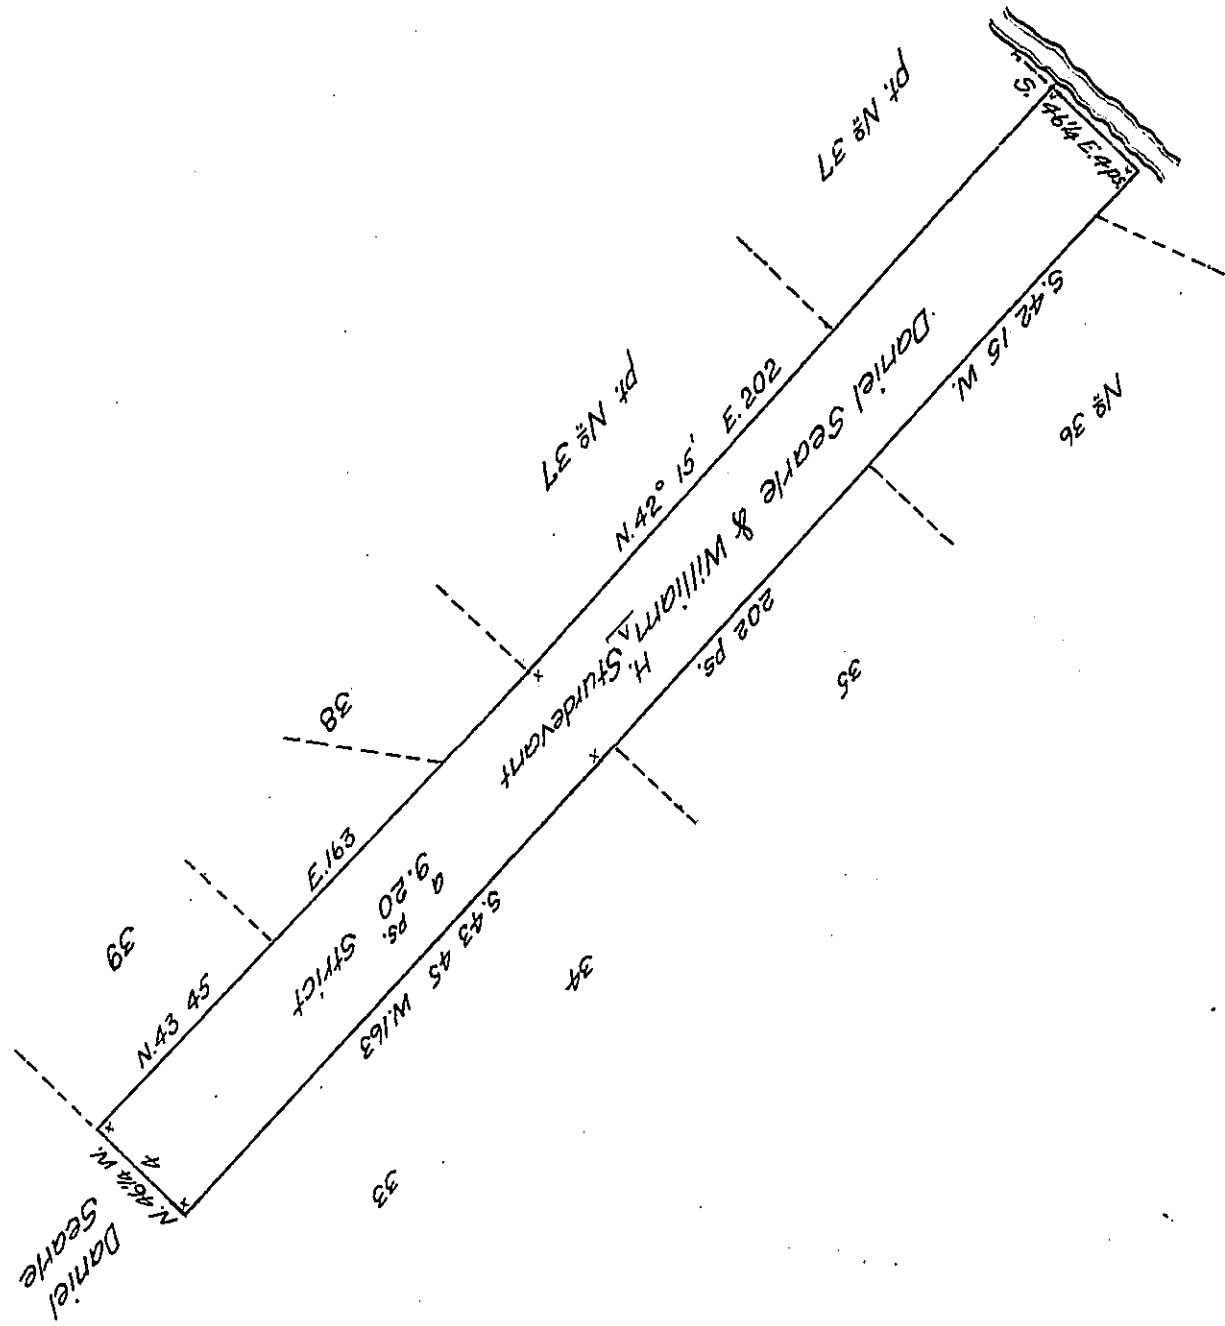 pt. Nº 37
S. 46¼ E. 4 ps.
pt. Nº 37
N. 42° 15' E. 202
S. 42 15 W.
202 ps.
Nº 36
Daniel Searle & William
H. Sturdevant
35
38
E. 163
N. 43 45
a ps.
9.20 Strict
S. 43 45 W. 163
34
39
33
N. 46¼ W.
4
Daniel
Searle